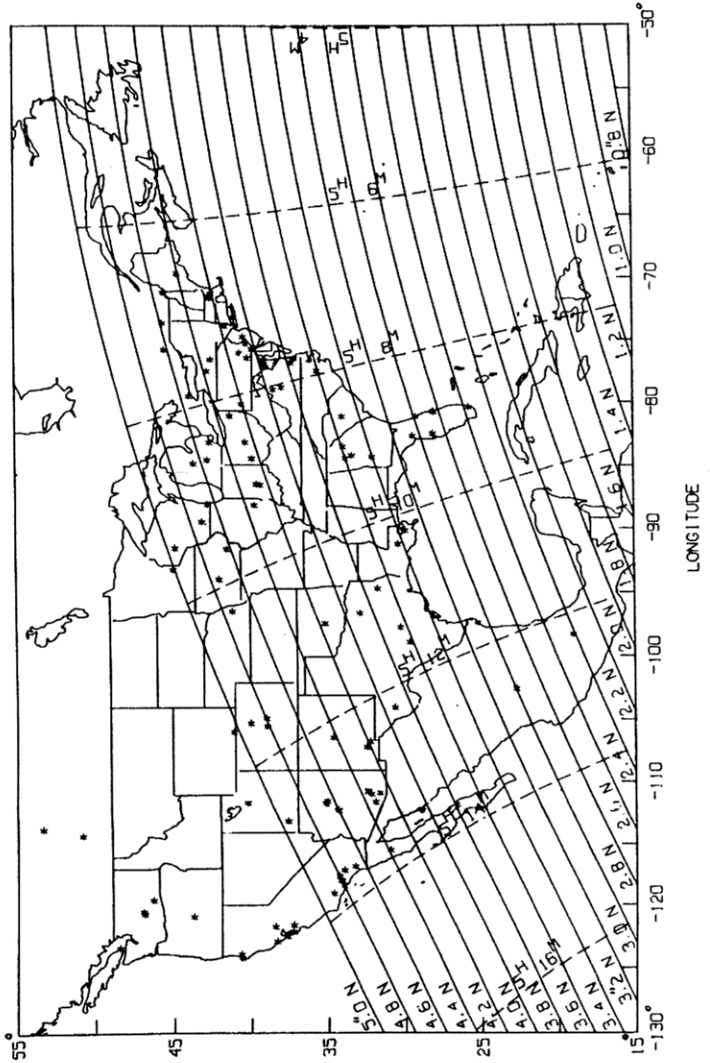 5ᴴ 4ᴹ
5ᴴ 6ᴹ
5ᴴ 8ᴹ
5ᴴ 10ᴹ
5ᴴ 12ᴹ
5ᴴ 14ᴹ
5ᴴ 16ᴹ
5."0 N
4.8 N
4.6 N
4.4 N
4.2 N
4.0 N
3.8 N
3.6 N
3.4 N
3."2 N
3.0 N
2.8 N
2.6 N
2.4 N
2.2 N
2.0 N
1.8 N
1.6 N
1.4 N
1.2 N
1.0 N
0."8 N
55°
45
35
25
15°
-130°
-120
-110
-100
-90
-80
-70
-60
-50°
LONGITUDE